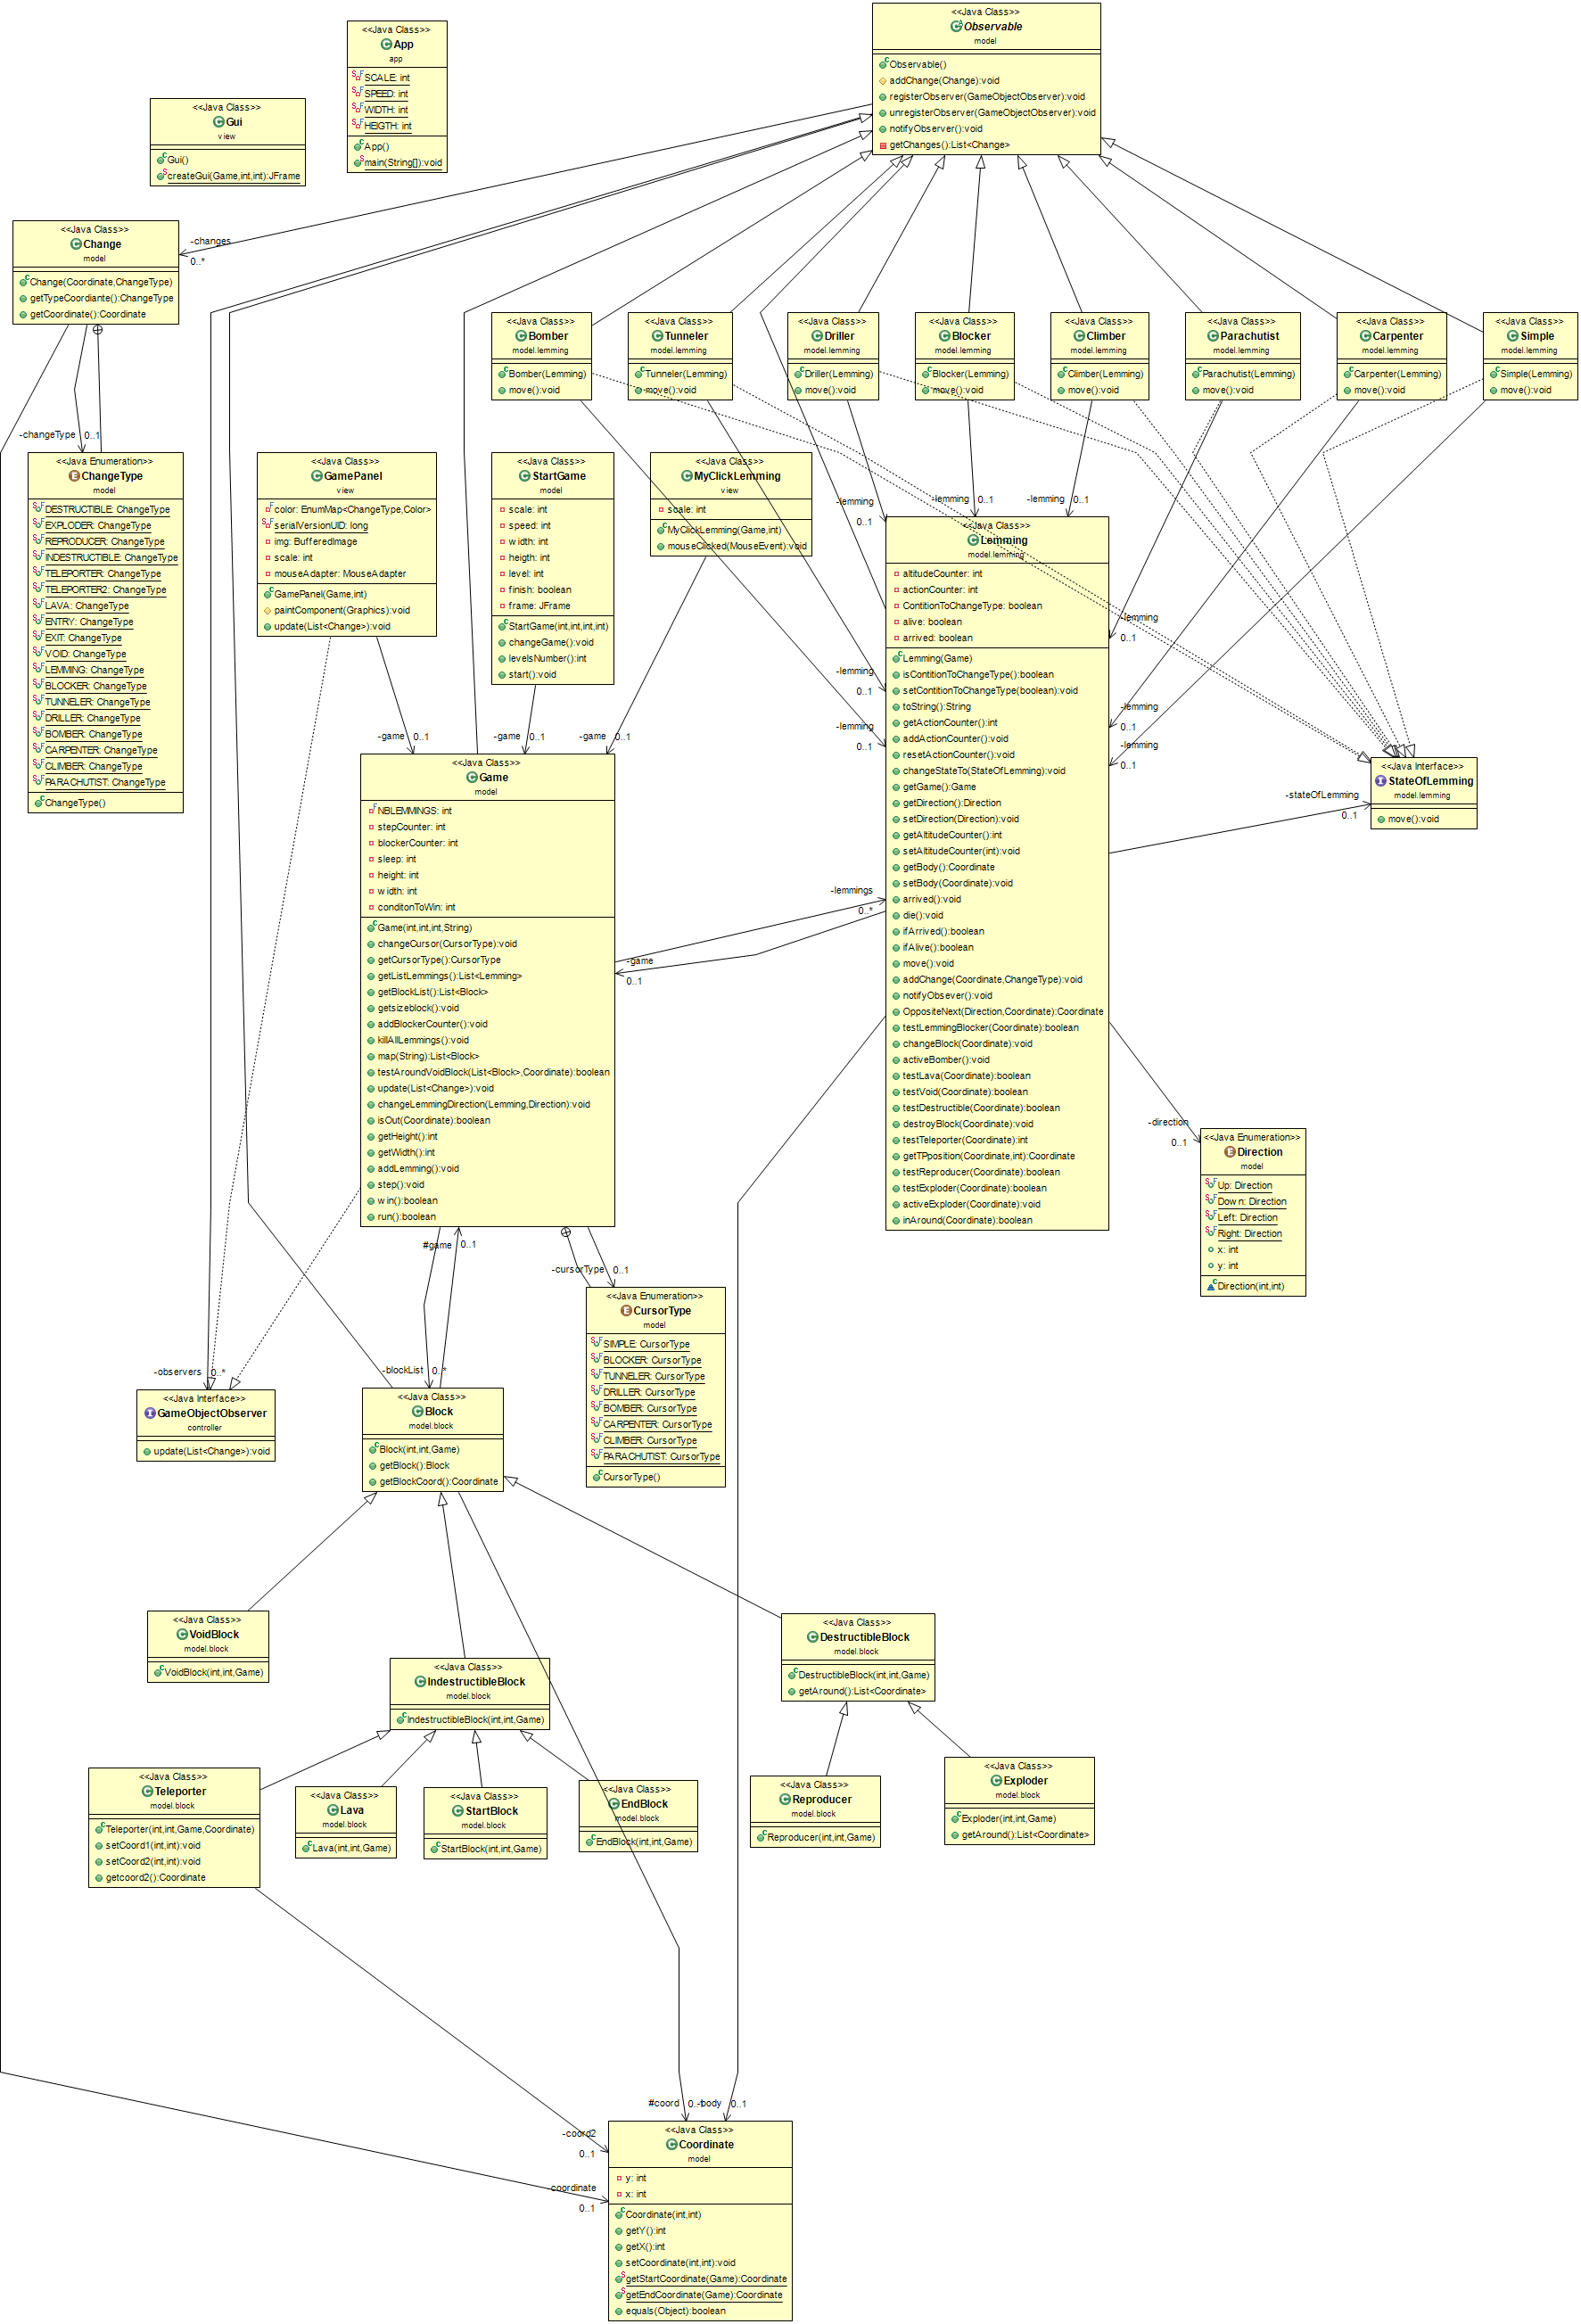 <<Java Class>>
Observable
model
Observable()
addChange(Change):void
registerObserver(GameObjectObserver):void
unregisterObserver(GameObjectObserver):void
notifyObserver():void
getChanges():List<Change>
<<Java Class>>
App
app
SCALE: int
SPEED: int
WIDTH: int
HEIGTH: int
App()
main(String[]):void
<<Java Class>>
Gui
view
Gui()
createGui(Game,int,int):JFrame
<<Java Class>>
Change
model
Change(Coordinate,ChangeType)
getTypeCoordiante():ChangeType
getCoordinate():Coordinate
-changes
0..*
<<Java Class>>
Bomber
model.lemming
Bomber(Lemming)
move():void
<<Java Class>>
Tunneler
model.lemming
Tunneler(Lemming)
move():void
<<Java Class>>
Driller
model.lemming
Driller(Lemming)
move():void
<<Java Class>>
Blocker
model.lemming
Blocker(Lemming)
move():void
<<Java Class>>
Climber
model.lemming
Climber(Lemming)
move():void
<<Java Class>>
Parachutist
model.lemming
Parachutist(Lemming)
move():void
<<Java Class>>
Carpenter
model.lemming
Carpenter(Lemming)
move():void
<<Java Class>>
Simple
model.lemming
Simple(Lemming)
move():void
-changeType
0..1
<<Java Enumeration>>
ChangeType
model
DESTRUCTIBLE: ChangeType
EXPLODER: ChangeType
REPRODUCER: ChangeType
INDESTRUCTIBLE: ChangeType
TELEPORTER: ChangeType
TELEPORTER2: ChangeType
LAVA: ChangeType
ENTRY: ChangeType
EXIT: ChangeType
VOID: ChangeType
LEMMING: ChangeType
BLOCKER: ChangeType
TUNNELER: ChangeType
DRILLER: ChangeType
BOMBER: ChangeType
CARPENTER: ChangeType
CLIMBER: ChangeType
PARACHUTIST: ChangeType
ChangeType()
<<Java Class>>
GamePanel
view
color: EnumMap<ChangeType,Color>
serialVersionUID: long
img: BufferedImage
scale: int
mouseAdapter: MouseAdapter
GamePanel(Game,int)
paintComponent(Graphics):void
update(List<Change>):void
<<Java Class>>
StartGame
model
scale: int
speed: int
width: int
heigth: int
level: int
finish: boolean
frame: JFrame
StartGame(int,int,int,int)
changeGame():void
levelsNumber():int
start():void
<<Java Class>>
MyClickLemming
view
scale: int
MyClickLemming(Game,int)
mouseClicked(MouseEvent):void
-lemming
0..1
-lemming
0..1
-lemming
0..1
-lemming
0..1
-lemming
0..1
-lemming
0..1
-lemming
0..1
-lemming
0..1
<<Java Class>>
Lemming
model.lemming
altitudeCounter: int
actionCounter: int
ContitionToChangeType: boolean
alive: boolean
arrived: boolean
Lemming(Game)
isContitionToChangeType():boolean
setContitionToChangeType(boolean):void
toString():String
getActionCounter():int
addActionCounter():void
resetActionCounter():void
changeStateTo(StateOfLemming):void
getGame():Game
getDirection():Direction
setDirection(Direction):void
getAltitudeCounter():int
setAltitudeCounter(int):void
getBody():Coordinate
setBody(Coordinate):void
arrived():void
die():void
ifArrived():boolean
ifAlive():boolean
move():void
addChange(Coordinate,ChangeType):void
notifyObsever():void
OppositeNext(Direction,Coordinate):Coordinate
testLemmingBlocker(Coordinate):boolean
changeBlock(Coordinate):void
activeBomber():void
testLava(Coordinate):boolean
testVoid(Coordinate):boolean
testDestructible(Coordinate):boolean
destroyBlock(Coordinate):void
testTeleporter(Coordinate):int
getTPposition(Coordinate,int):Coordinate
testReproducer(Coordinate):boolean
testExploder(Coordinate):boolean
activeExploder(Coordinate):void
inAround(Coordinate):boolean
-game
0..1
-game
0..1
-game
0..1
<<Java Class>>
Game
model
NBLEMMINGS: int
stepCounter: int
blockerCounter: int
sleep: int
height: int
width: int
conditonToWin: int
Game(int,int,int,String)
changeCursor(CursorType):void
getCursorType():CursorType
getListLemmings():List<Lemming>
getBlockList():List<Block>
getsizeblock():void
addBlockerCounter():void
killAllLemmings():void
map(String):List<Block>
testAroundVoidBlock(List<Block>,Coordinate):boolean
update(List<Change>):void
changeLemmingDirection(Lemming,Direction):void
isOut(Coordinate):boolean
getHeight():int
getWidth():int
addLemming():void
step():void
win():boolean
run():boolean
<<Java Interface>>
StateOfLemming
model.lemming
move():void
-stateOfLemming
0..1
-lemmings
0..*
-game
0..1
-direction
0..1
<<Java Enumeration>>
Direction
model
Up: Direction
Down: Direction
Left: Direction
Right: Direction
x: int
y: int
Direction(int,int)
#game
0..1
-cursorType
0..1
<<Java Enumeration>>
CursorType
model
SIMPLE: CursorType
BLOCKER: CursorType
TUNNELER: CursorType
DRILLER: CursorType
BOMBER: CursorType
CARPENTER: CursorType
CLIMBER: CursorType
PARACHUTIST: CursorType
CursorType()
-observers
0..*
<<Java Interface>>
GameObjectObserver
controller
update(List<Change>):void
-blockList
0..*
<<Java Class>>
Block
model.block
Block(int,int,Game)
getBlock():Block
getBlockCoord():Coordinate
<<Java Class>>
VoidBlock
model.block
VoidBlock(int,int,Game)
<<Java Class>>
IndestructibleBlock
model.block
IndestructibleBlock(int,int,Game)
<<Java Class>>
DestructibleBlock
model.block
DestructibleBlock(int,int,Game)
getAround():List<Coordinate>
<<Java Class>>
Teleporter
model.block
Teleporter(int,int,Game,Coordinate)
setCoord1(int,int):void
setCoord2(int,int):void
getcoord2():Coordinate
<<Java Class>>
Lava
model.block
Lava(int,int,Game)
<<Java Class>>
StartBlock
model.block
StartBlock(int,int,Game)
<<Java Class>>
EndBlock
model.block
EndBlock(int,int,Game)
<<Java Class>>
Reproducer
model.block
Reproducer(int,int,Game)
<<Java Class>>
Exploder
model.block
Exploder(int,int,Game)
getAround():List<Coordinate>
#coord
0..1
-body
0..1
-coord2
0..1
-coordinate
0..1
<<Java Class>>
Coordinate
model
y: int
x: int
Coordinate(int,int)
getY():int
getX():int
setCoordinate(int,int):void
getStartCoordinate(Game):Coordinate
getEndCoordinate(Game):Coordinate
equals(Object):boolean